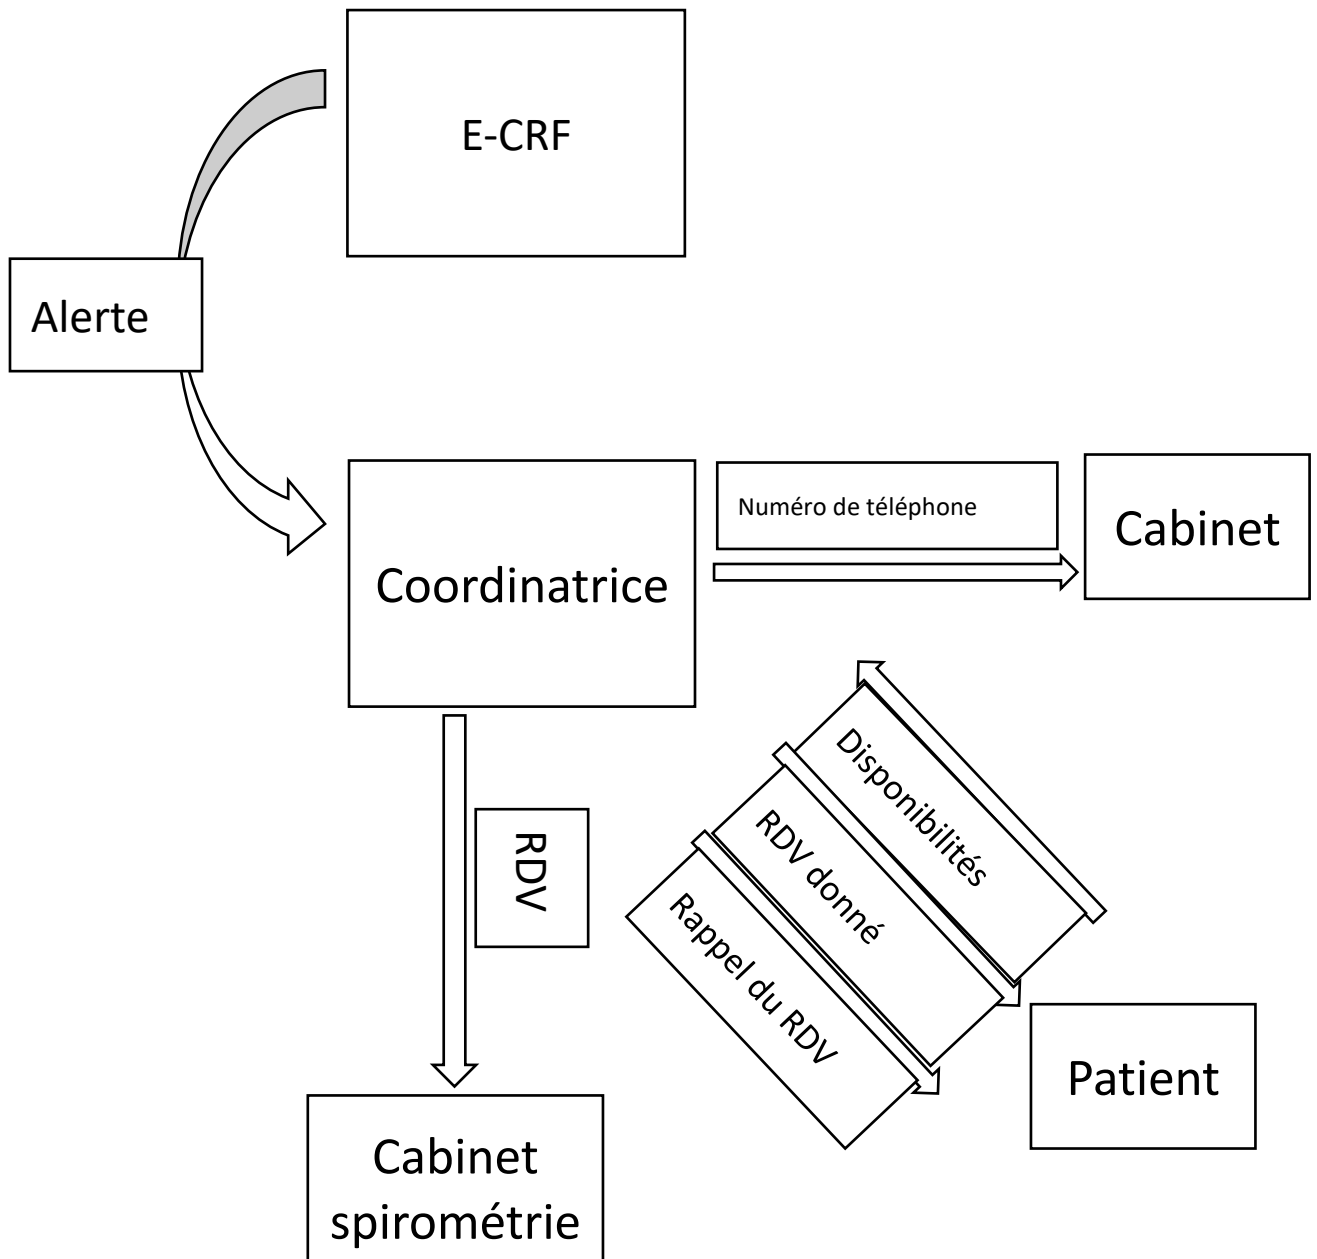 E-CRF
Alerte
Numéro de téléphone
Cabinet
Coordinatrice
Disponibilités
RDV donné
Rappel du RDV
RDV
Patient
Cabinet
spirométrie